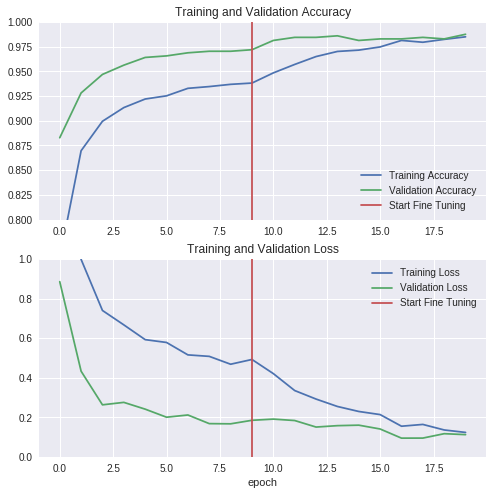 Training and Validation Accuracy
1.000
0.975
0.950
0.925
0.900
0.875
0.850
0.825
0.800
Training Accuracy
Validation Accuracy
Start Fine Tuning
0.0 2.5 5.0 7.5 10.0 12.5 15.0 17.5
Training and Validation Loss
1.0
0.8
0.6
0.4
0.2
0.0
Training Loss
Validation Loss
Start Fine Tuning
0.0 2.5 5.0 7.5 10.0 12.5 15.0 17.5
epoch